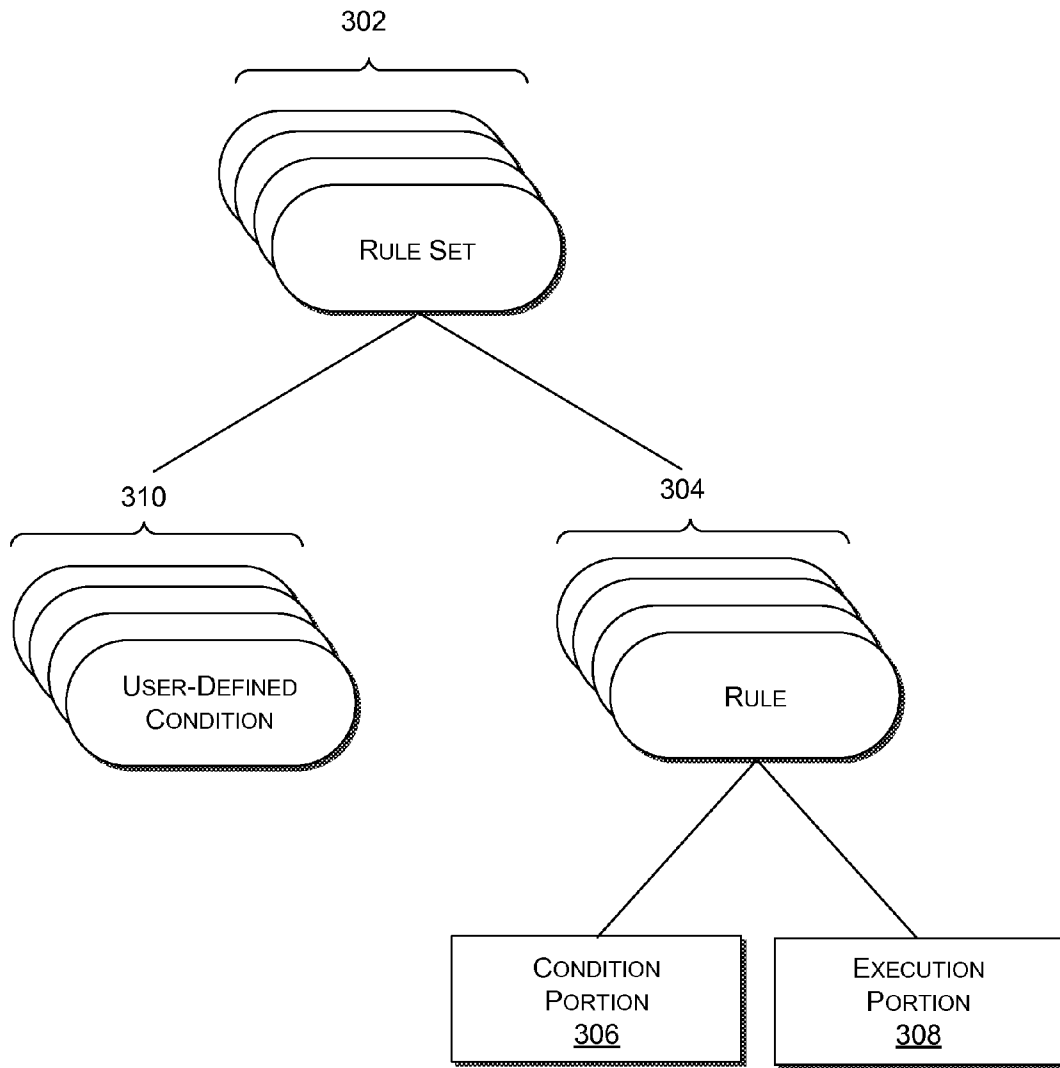 302
RULE SET
310
304
USER-DEFINED
CONDITION
RULE
CONDITION
PORTION
306
EXECUTION
PORTION
308